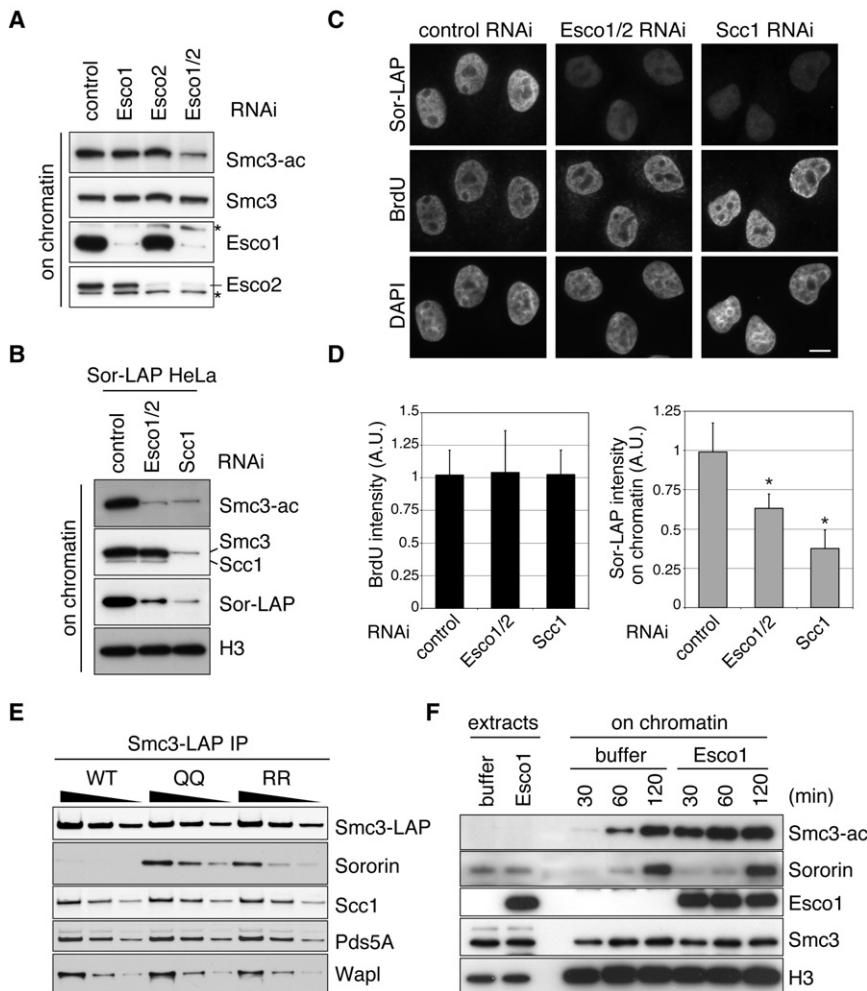 A
control
Esco1
Esco2
Esco1/2
RNAi
on chromatin
Smc3-ac
Smc3
*
Esco1
Esco2
*
B
Sor-LAP HeLa
control
Esco1/2
Scc1
RNAi
on chromatin
Smc3-ac
Smc3
Scc1
Sor-LAP
H3
C
control RNAi
Esco1/2 RNAi
Scc1 RNAi
Sor-LAP
BrdU
DAPI
D
BrdU intensity (A.U.)
1.5
1.25
1
0.75
0.5
0.25
0
RNAi
control
Esco1/2
Scc1
Sor-LAP intensity
on chromatin (A.U.)
1.25
1
0.75
0.5
0.25
0
*
*
RNAi
control
Esco1/2
Scc1
E
Smc3-LAP IP
WT QQ RR
Smc3-LAP
Sororin
Scc1
Pds5A
Wapl
F
extracts on chromatin
buffer Esco1
buffer
Esco1
30 60 120 30 60 120 (min)
Smc3-ac
Sororin
Esco1
Smc3
H3